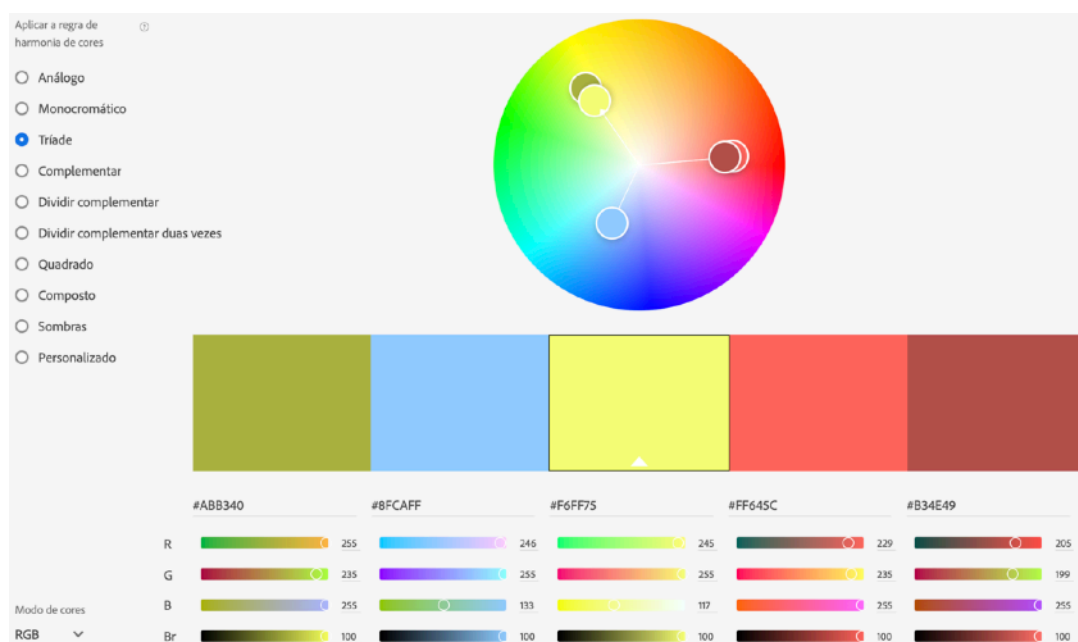 Aplicar a regra de
harmonia de cores
Análogo
Monocromático
Tríade
Complementar
Dividir complementar
Dividir complementar duas vezes
Quadrado
Composto
Sombras
Personalizado
#ABB340 #8FCAFF #F6FF75 #FF645C #B34E49
R 255 246 245 229 205
G 235 255 255 235 199
Modo de cores
B 255 133 117 255 255
RGB
Br 100 100 100 100 100